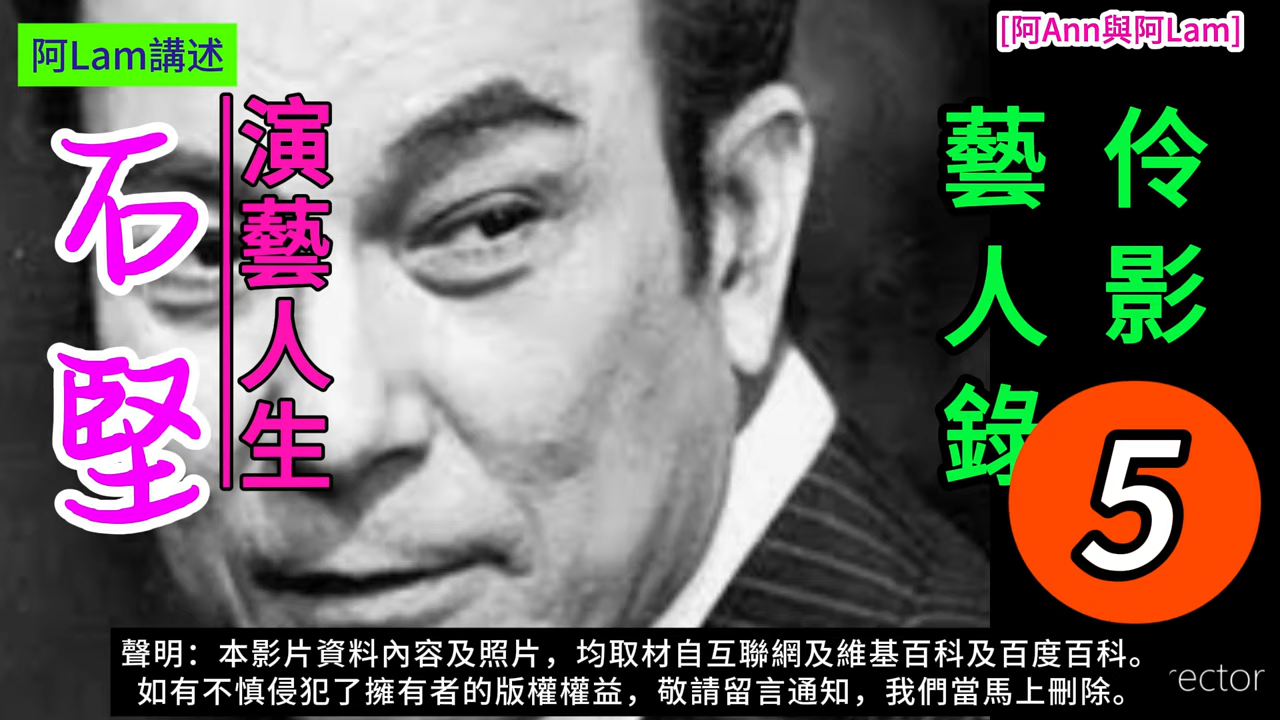 阿Lam講述
[阿Ann與阿Lam]
石堅
演藝人生
伶影
藝人錄
5
聲明：本影片資料內容及照片，均取材自互聯網及維基百科及百度百科。
如有不慎侵犯了擁有者的版權權益，敬請留言通知，我們當馬上刪除。
rector